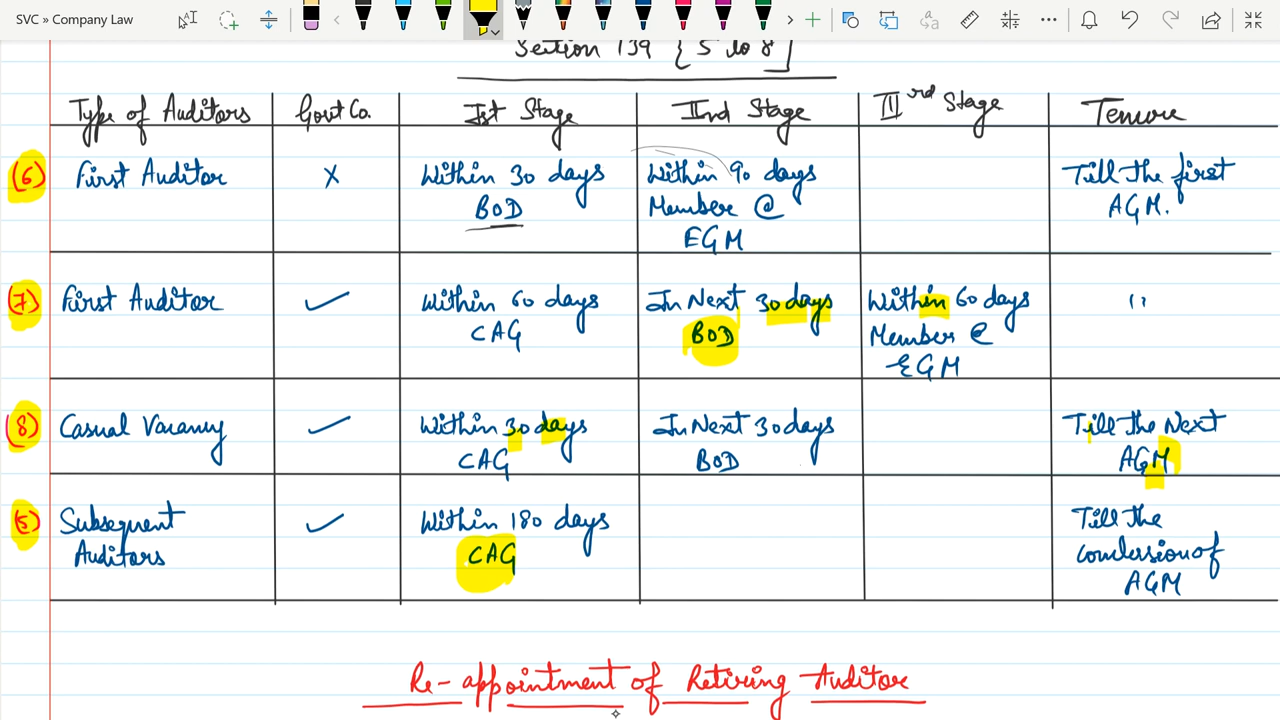 SVC » Company Law
Section 139 [5 to 8]
Type of Auditors Govt Co. Ist Stage IInd Stage IIIrd Stage Tenure
(6) First Auditor X Within 30 days Within 90 days Till the first
BOD Member @ AGM.
EGM
(7) First Auditor ✓ Within 60 days In Next 30 days Within 60 days "
CAG BOD Member @
EGM
(8) Casual Vacancy ✓ Within 30 days In Next 30 days Till the Next
CAG BOD AGM
(5) Subsequent ✓ Within 180 days Till the
Auditors CAG conclusion of
AGM
Re-appointment of Retiring Auditor